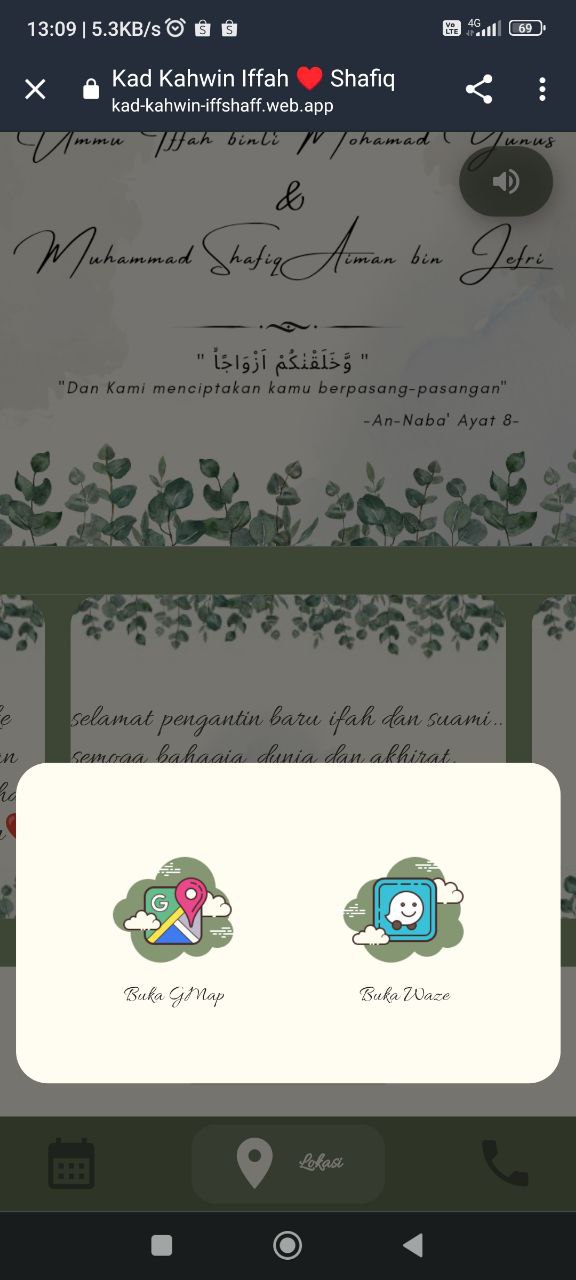 13:09 | 5.3KB/s
Vo LTE 4G 69
Kad Kahwin Iffah ❤️ Shafiq
kad-kahwin-iffshaff.web.app
Ummu Iffah binti Mohamad Yunus
&
Muhammad Shafiq Aiman bin Jefri
" وَّخَلَقْنٰكُمْ اَزْوَاجًاۙ "
"Dan Kami menciptakan kamu berpasang-pasangan"
-An-Naba' Ayat 8-
selamat pengantin baru ifah dan suami..
semoga bahagia dunia dan akhirat.
G
Buka GMap
Buka Waze
Lokasi